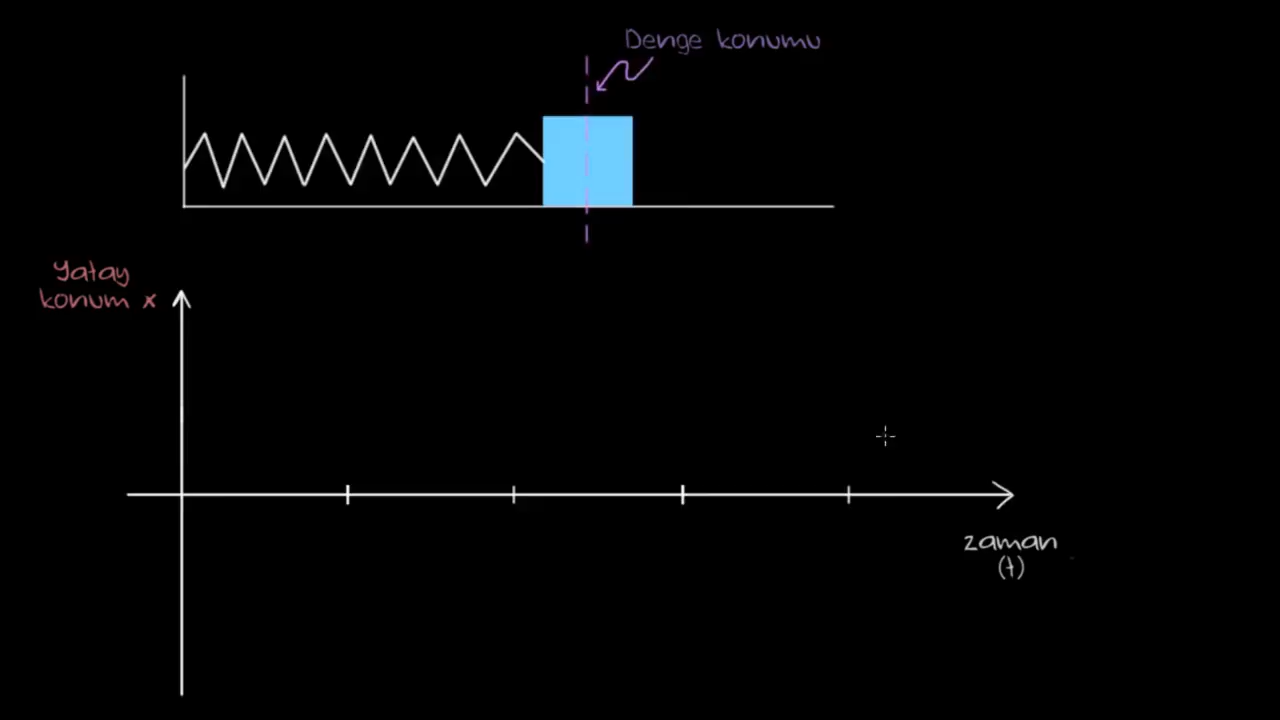 Denge konumu
Yatay
konum x
zaman
(t)